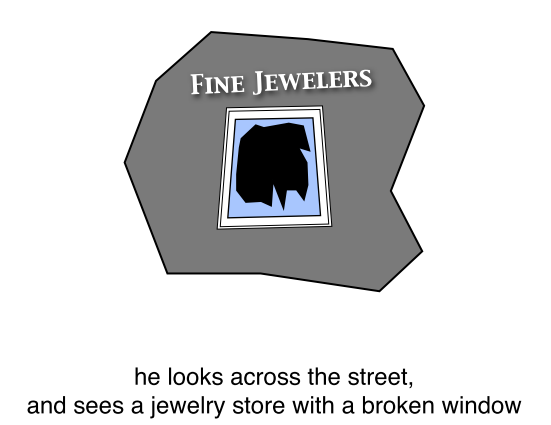 Fine Jewelers
he looks across the street,
and sees a jewelry store with a broken window